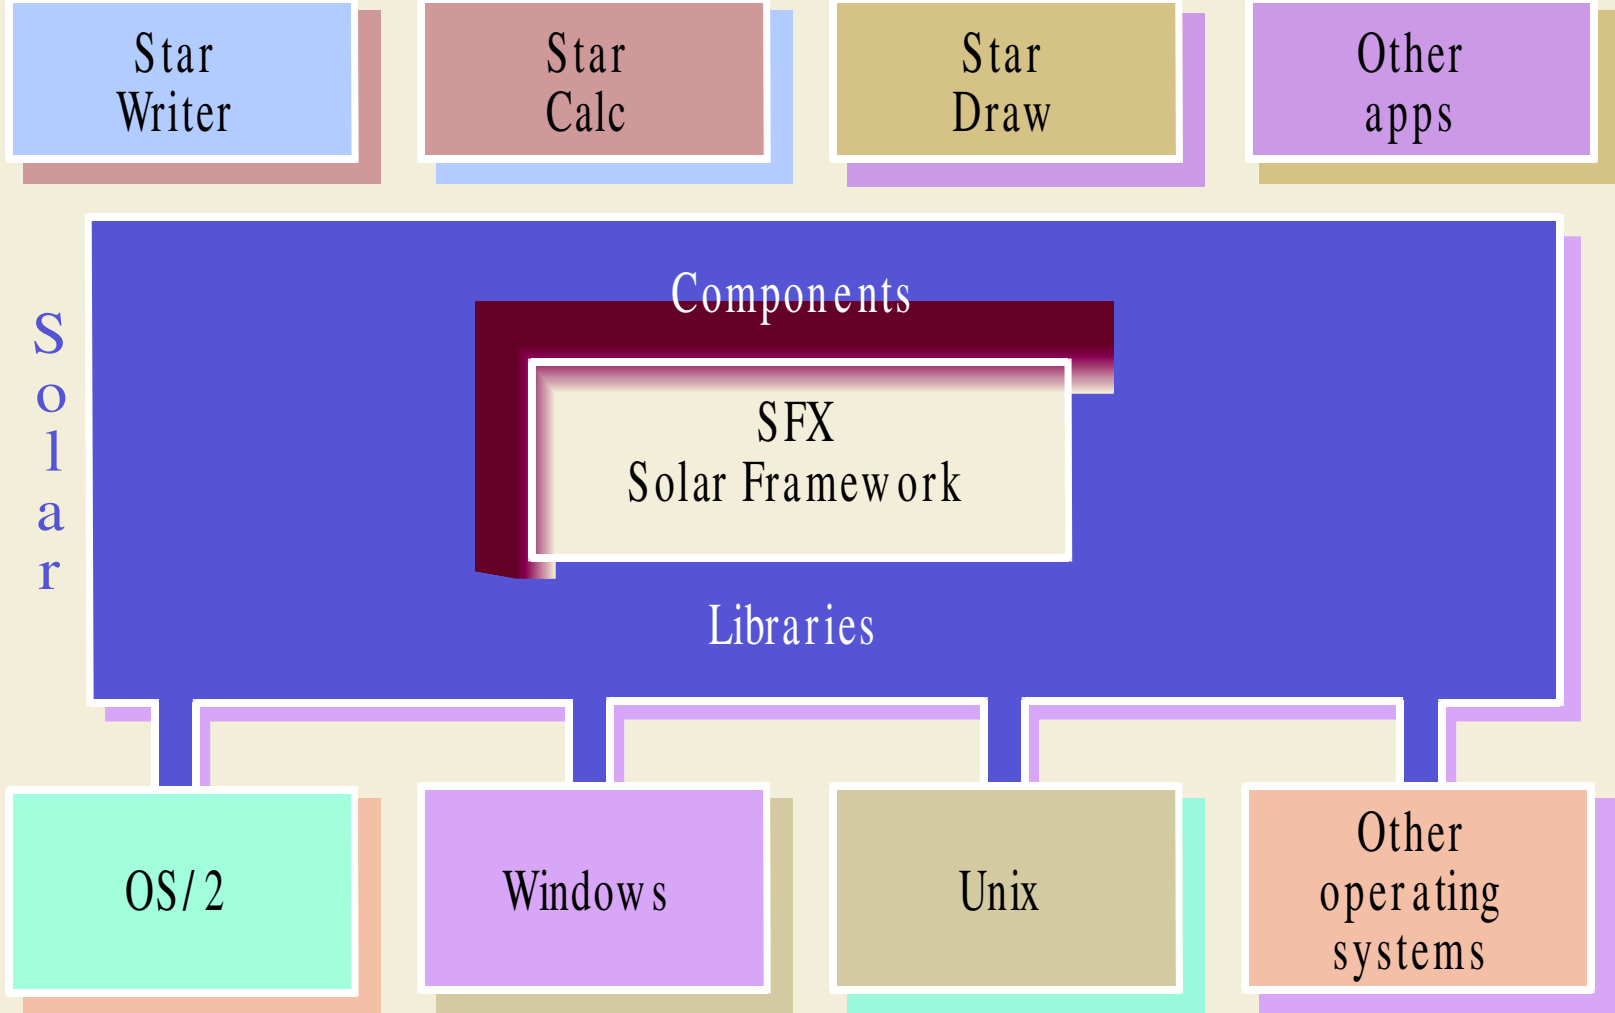 Star
Writer
Star
Calc
Star
Draw
Other
apps
Solar
Components
SFX
Solar Framework
Libraries
OS/2
Windows
Unix
Other
operating
systems